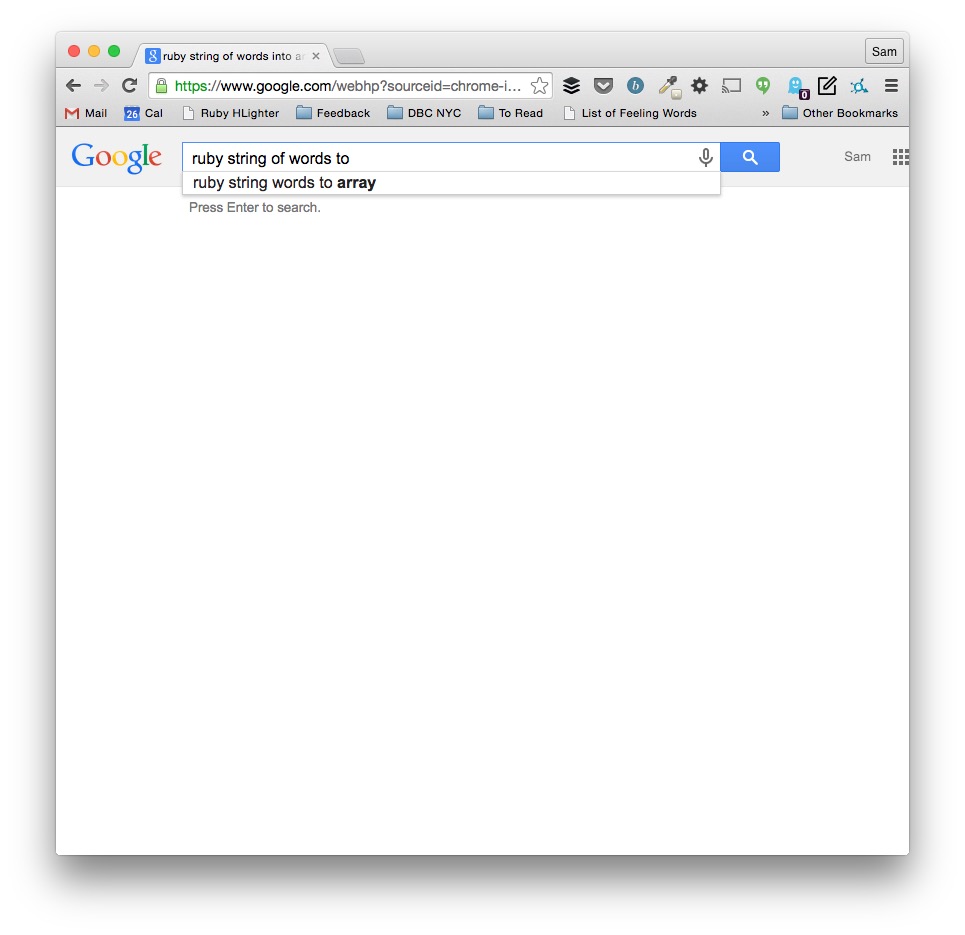 ruby string of words into ar
Sam
https://www.google.com/webhp?sourceid=chrome-i...
b
0
Mail
26 Cal
Ruby HLighter
Feedback
DBC NYC
To Read
List of Feeling Words
»
Other Bookmarks
Google
ruby string of words to
Sam
ruby string words to array
Press Enter to search.